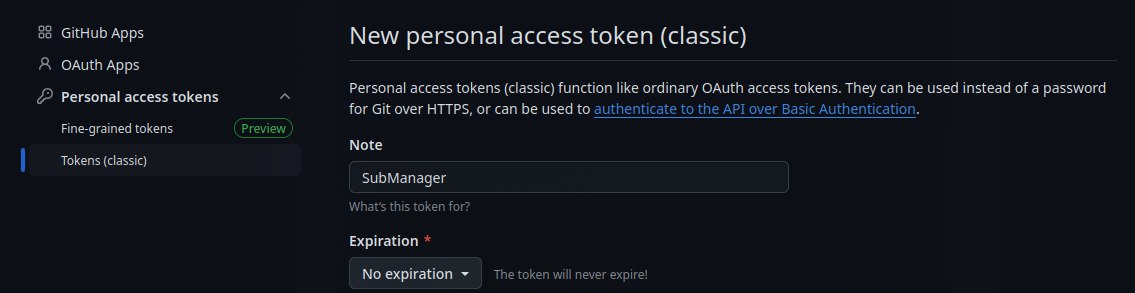 GitHub Apps
OAuth Apps
Personal access tokens
Fine-grained tokens
Preview
Tokens (classic)
New personal access token (classic)
Personal access tokens (classic) function like ordinary OAuth access tokens. They can be used instead of a password
for Git over HTTPS, or can be used to authenticate to the API over Basic Authentication.
Note
SubManager
What's this token for?
Expiration *
No expiration
The token will never expire!